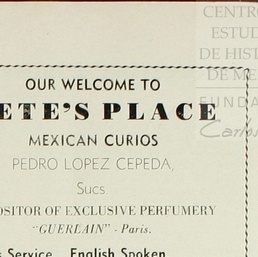 CENTRO
ESTUD
DE HIST
DE ME
FUNDA
Carlos
OUR WELCOME TO
ETE'S PLACE
MEXICAN CURIOS
PEDRO LOPEZ CEPEDA,
Sucs
OSITOR OF EXCLUSIVE PERFUMERY
"GUERLAIN" - Paris.
s Service English Spoken